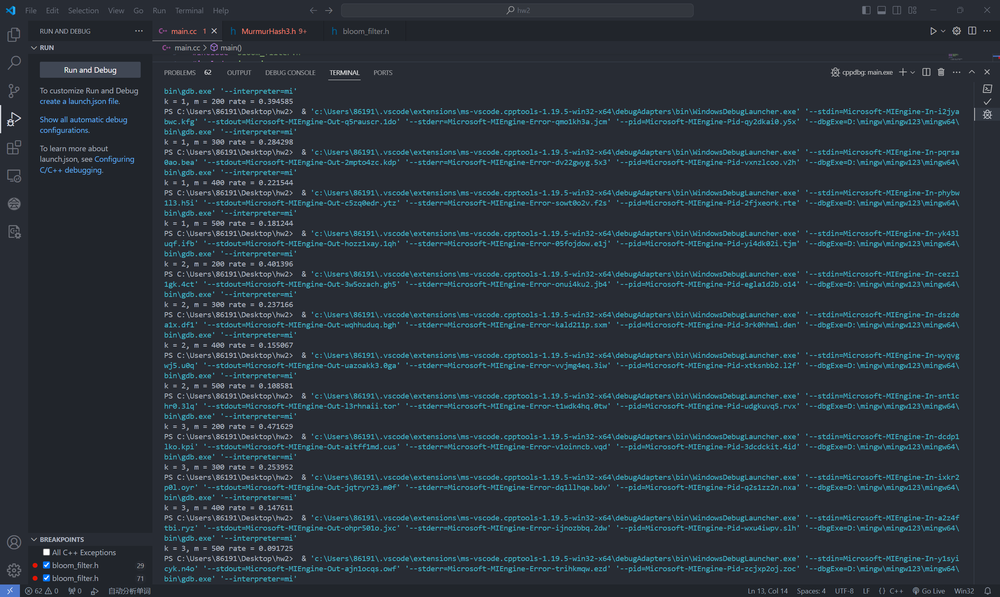 File Edit Selection View Go Run Terminal Help
hw2
RUN AND DEBUG
main.cc 1
MurmurHash3.h 9+
bloom_filter.h
RUN
main.cc > main()
Run and Debug
To customize Run and Debug
create a launch.json file.
Show all automatic debug
configurations.
To learn more about
launch.json, see Configuring
C/C++ debugging.
PROBLEMS 62 OUTPUT DEBUG CONSOLE TERMINAL PORTS
cppdbg: main.exe
bin\gdb.exe' '--interpreter=mi'
k = 1, m = 200 rate = 0.394585
PS C:\Users\86191\Desktop\hw2>  & 'c:\Users\86191\.vscode\extensions\ms-vscode.cpptools-1.19.5-win32-x64\debugAdapters\bin\WindowsDebugLauncher.exe' '--stdin=Microsoft-MIEngine-In-i2jya
bwc.kfg' '--stdout=Microsoft-MIEngine-Out-q5rauscr.1do' '--stderr=Microsoft-MIEngine-Error-qmo1kh3a.jcm' '--pid=Microsoft-MIEngine-Pid-qy2dkai0.y5x' '--dbgExe=D:\mingw\mingw123\mingw64\
bin\gdb.exe' '--interpreter=mi'
k = 1, m = 300 rate = 0.284298
PS C:\Users\86191\Desktop\hw2>  & 'c:\Users\86191\.vscode\extensions\ms-vscode.cpptools-1.19.5-win32-x64\debugAdapters\bin\WindowsDebugLauncher.exe' '--stdin=Microsoft-MIEngine-In-pqrsa
0ao.bea' '--stdout=Microsoft-MIEngine-Out-2mpto4zc.kdp' '--stderr=Microsoft-MIEngine-Error-dv22gwyg.5x3' '--pid=Microsoft-MIEngine-Pid-vxnzlcoo.v2h' '--dbgExe=D:\mingw\mingw123\mingw64\
bin\gdb.exe' '--interpreter=mi'
k = 1, m = 400 rate = 0.221544
PS C:\Users\86191\Desktop\hw2>  & 'c:\Users\86191\.vscode\extensions\ms-vscode.cpptools-1.19.5-win32-x64\debugAdapters\bin\WindowsDebugLauncher.exe' '--stdin=Microsoft-MIEngine-In-phybw
1l3.h5i' '--stdout=Microsoft-MIEngine-Out-c5zq0edr.ytz' '--stderr=Microsoft-MIEngine-Error-sowt0o2v.f2s' '--pid=Microsoft-MIEngine-Pid-2fjxeork.rte' '--dbgExe=D:\mingw\mingw123\mingw64\
bin\gdb.exe' '--interpreter=mi'
k = 1, m = 500 rate = 0.181244
PS C:\Users\86191\Desktop\hw2>  & 'c:\Users\86191\.vscode\extensions\ms-vscode.cpptools-1.19.5-win32-x64\debugAdapters\bin\WindowsDebugLauncher.exe' '--stdin=Microsoft-MIEngine-In-yk43l
uqf.ifb' '--stdout=Microsoft-MIEngine-Out-hozz1xay.1qh' '--stderr=Microsoft-MIEngine-Error-05fojdow.e1j' '--pid=Microsoft-MIEngine-Pid-yi4dk02i.tjm' '--dbgExe=D:\mingw\mingw123\mingw64\
bin\gdb.exe' '--interpreter=mi'
k = 2, m = 200 rate = 0.401396
PS C:\Users\86191\Desktop\hw2>  & 'c:\Users\86191\.vscode\extensions\ms-vscode.cpptools-1.19.5-win32-x64\debugAdapters\bin\WindowsDebugLauncher.exe' '--stdin=Microsoft-MIEngine-In-cezzl
1gk.4ct' '--stdout=Microsoft-MIEngine-Out-3w5ozach.gh5' '--stderr=Microsoft-MIEngine-Error-onui4ku2.jb4' '--pid=Microsoft-MIEngine-Pid-egla1d2b.o14' '--dbgExe=D:\mingw\mingw123\mingw64\
bin\gdb.exe' '--interpreter=mi'
k = 2, m = 300 rate = 0.237166
PS C:\Users\86191\Desktop\hw2>  & 'c:\Users\86191\.vscode\extensions\ms-vscode.cpptools-1.19.5-win32-x64\debugAdapters\bin\WindowsDebugLauncher.exe' '--stdin=Microsoft-MIEngine-In-dszde
a1x.df1' '--stdout=Microsoft-MIEngine-Out-wqhhuduq.bgh' '--stderr=Microsoft-MIEngine-Error-kald211p.sxm' '--pid=Microsoft-MIEngine-Pid-3rk0hhml.den' '--dbgExe=D:\mingw\mingw123\mingw64\
bin\gdb.exe' '--interpreter=mi'
k = 2, m = 400 rate = 0.155067
PS C:\Users\86191\Desktop\hw2>  & 'c:\Users\86191\.vscode\extensions\ms-vscode.cpptools-1.19.5-win32-x64\debugAdapters\bin\WindowsDebugLauncher.exe' '--stdin=Microsoft-MIEngine-In-wyqvg
wj5.u0q' '--stdout=Microsoft-MIEngine-Out-uazoakk3.0ga' '--stderr=Microsoft-MIEngine-Error-vvjmg4eq.3iw' '--pid=Microsoft-MIEngine-Pid-xtksnbb2.l2f' '--dbgExe=D:\mingw\mingw123\mingw64\
bin\gdb.exe' '--interpreter=mi'
k = 2, m = 500 rate = 0.108581
PS C:\Users\86191\Desktop\hw2>  & 'c:\Users\86191\.vscode\extensions\ms-vscode.cpptools-1.19.5-win32-x64\debugAdapters\bin\WindowsDebugLauncher.exe' '--stdin=Microsoft-MIEngine-In-snt1c
hr0.3lq' '--stdout=Microsoft-MIEngine-Out-l3rhnaii.tor' '--stderr=Microsoft-MIEngine-Error-t1wdk4hq.0tw' '--pid=Microsoft-MIEngine-Pid-udgkuvq5.rvx' '--dbgExe=D:\mingw\mingw123\mingw64\
bin\gdb.exe' '--interpreter=mi'
k = 3, m = 200 rate = 0.471629
PS C:\Users\86191\Desktop\hw2>  & 'c:\Users\86191\.vscode\extensions\ms-vscode.cpptools-1.19.5-win32-x64\debugAdapters\bin\WindowsDebugLauncher.exe' '--stdin=Microsoft-MIEngine-In-dcdp1
lko.kpi' '--stdout=Microsoft-MIEngine-Out-aitff1md.cus' '--stderr=Microsoft-MIEngine-Error-v1oinncb.vqd' '--pid=Microsoft-MIEngine-Pid-3dcdckit.4id' '--dbgExe=D:\mingw\mingw123\mingw64\
bin\gdb.exe' '--interpreter=mi'
k = 3, m = 300 rate = 0.253952
PS C:\Users\86191\Desktop\hw2>  & 'c:\Users\86191\.vscode\extensions\ms-vscode.cpptools-1.19.5-win32-x64\debugAdapters\bin\WindowsDebugLauncher.exe' '--stdin=Microsoft-MIEngine-In-ixkr2
p0l.oyr' '--stdout=Microsoft-MIEngine-Out-jqtryr23.m0f' '--stderr=Microsoft-MIEngine-Error-dq1llhqe.bdv' '--pid=Microsoft-MIEngine-Pid-q2s1zz2n.nxa' '--dbgExe=D:\mingw\mingw123\mingw64\
bin\gdb.exe' '--interpreter=mi'
k = 3, m = 400 rate = 0.147611
PS C:\Users\86191\Desktop\hw2>  & 'c:\Users\86191\.vscode\extensions\ms-vscode.cpptools-1.19.5-win32-x64\debugAdapters\bin\WindowsDebugLauncher.exe' '--stdin=Microsoft-MIEngine-In-a2z4f
tbi.ryz' '--stdout=Microsoft-MIEngine-Out-ohpr501o.jxc' '--stderr=Microsoft-MIEngine-Error-ijnozbbq.2dw' '--pid=Microsoft-MIEngine-Pid-wxu4iwpv.slh' '--dbgExe=D:\mingw\mingw123\mingw64\
bin\gdb.exe' '--interpreter=mi'
k = 3, m = 500 rate = 0.091725
PS C:\Users\86191\Desktop\hw2>  & 'c:\Users\86191\.vscode\extensions\ms-vscode.cpptools-1.19.5-win32-x64\debugAdapters\bin\WindowsDebugLauncher.exe' '--stdin=Microsoft-MIEngine-In-y1syi
cyk.n4o' '--stdout=Microsoft-MIEngine-Out-ajn1ocqs.owf' '--stderr=Microsoft-MIEngine-Error-trihkmqw.ezd' '--pid=Microsoft-MIEngine-Pid-zcjxp2oj.zoc' '--dbgExe=D:\mingw\mingw123\mingw64\
bin\gdb.exe' '--interpreter=mi'
BREAKPOINTS
All C++ Exceptions
bloom_filter.h 29
bloom_filter.h 71
62 0 0 自动分析单词 Ln 13, Col 14 Spaces: 4 UTF-8 LF {} C++ Go Live Win32